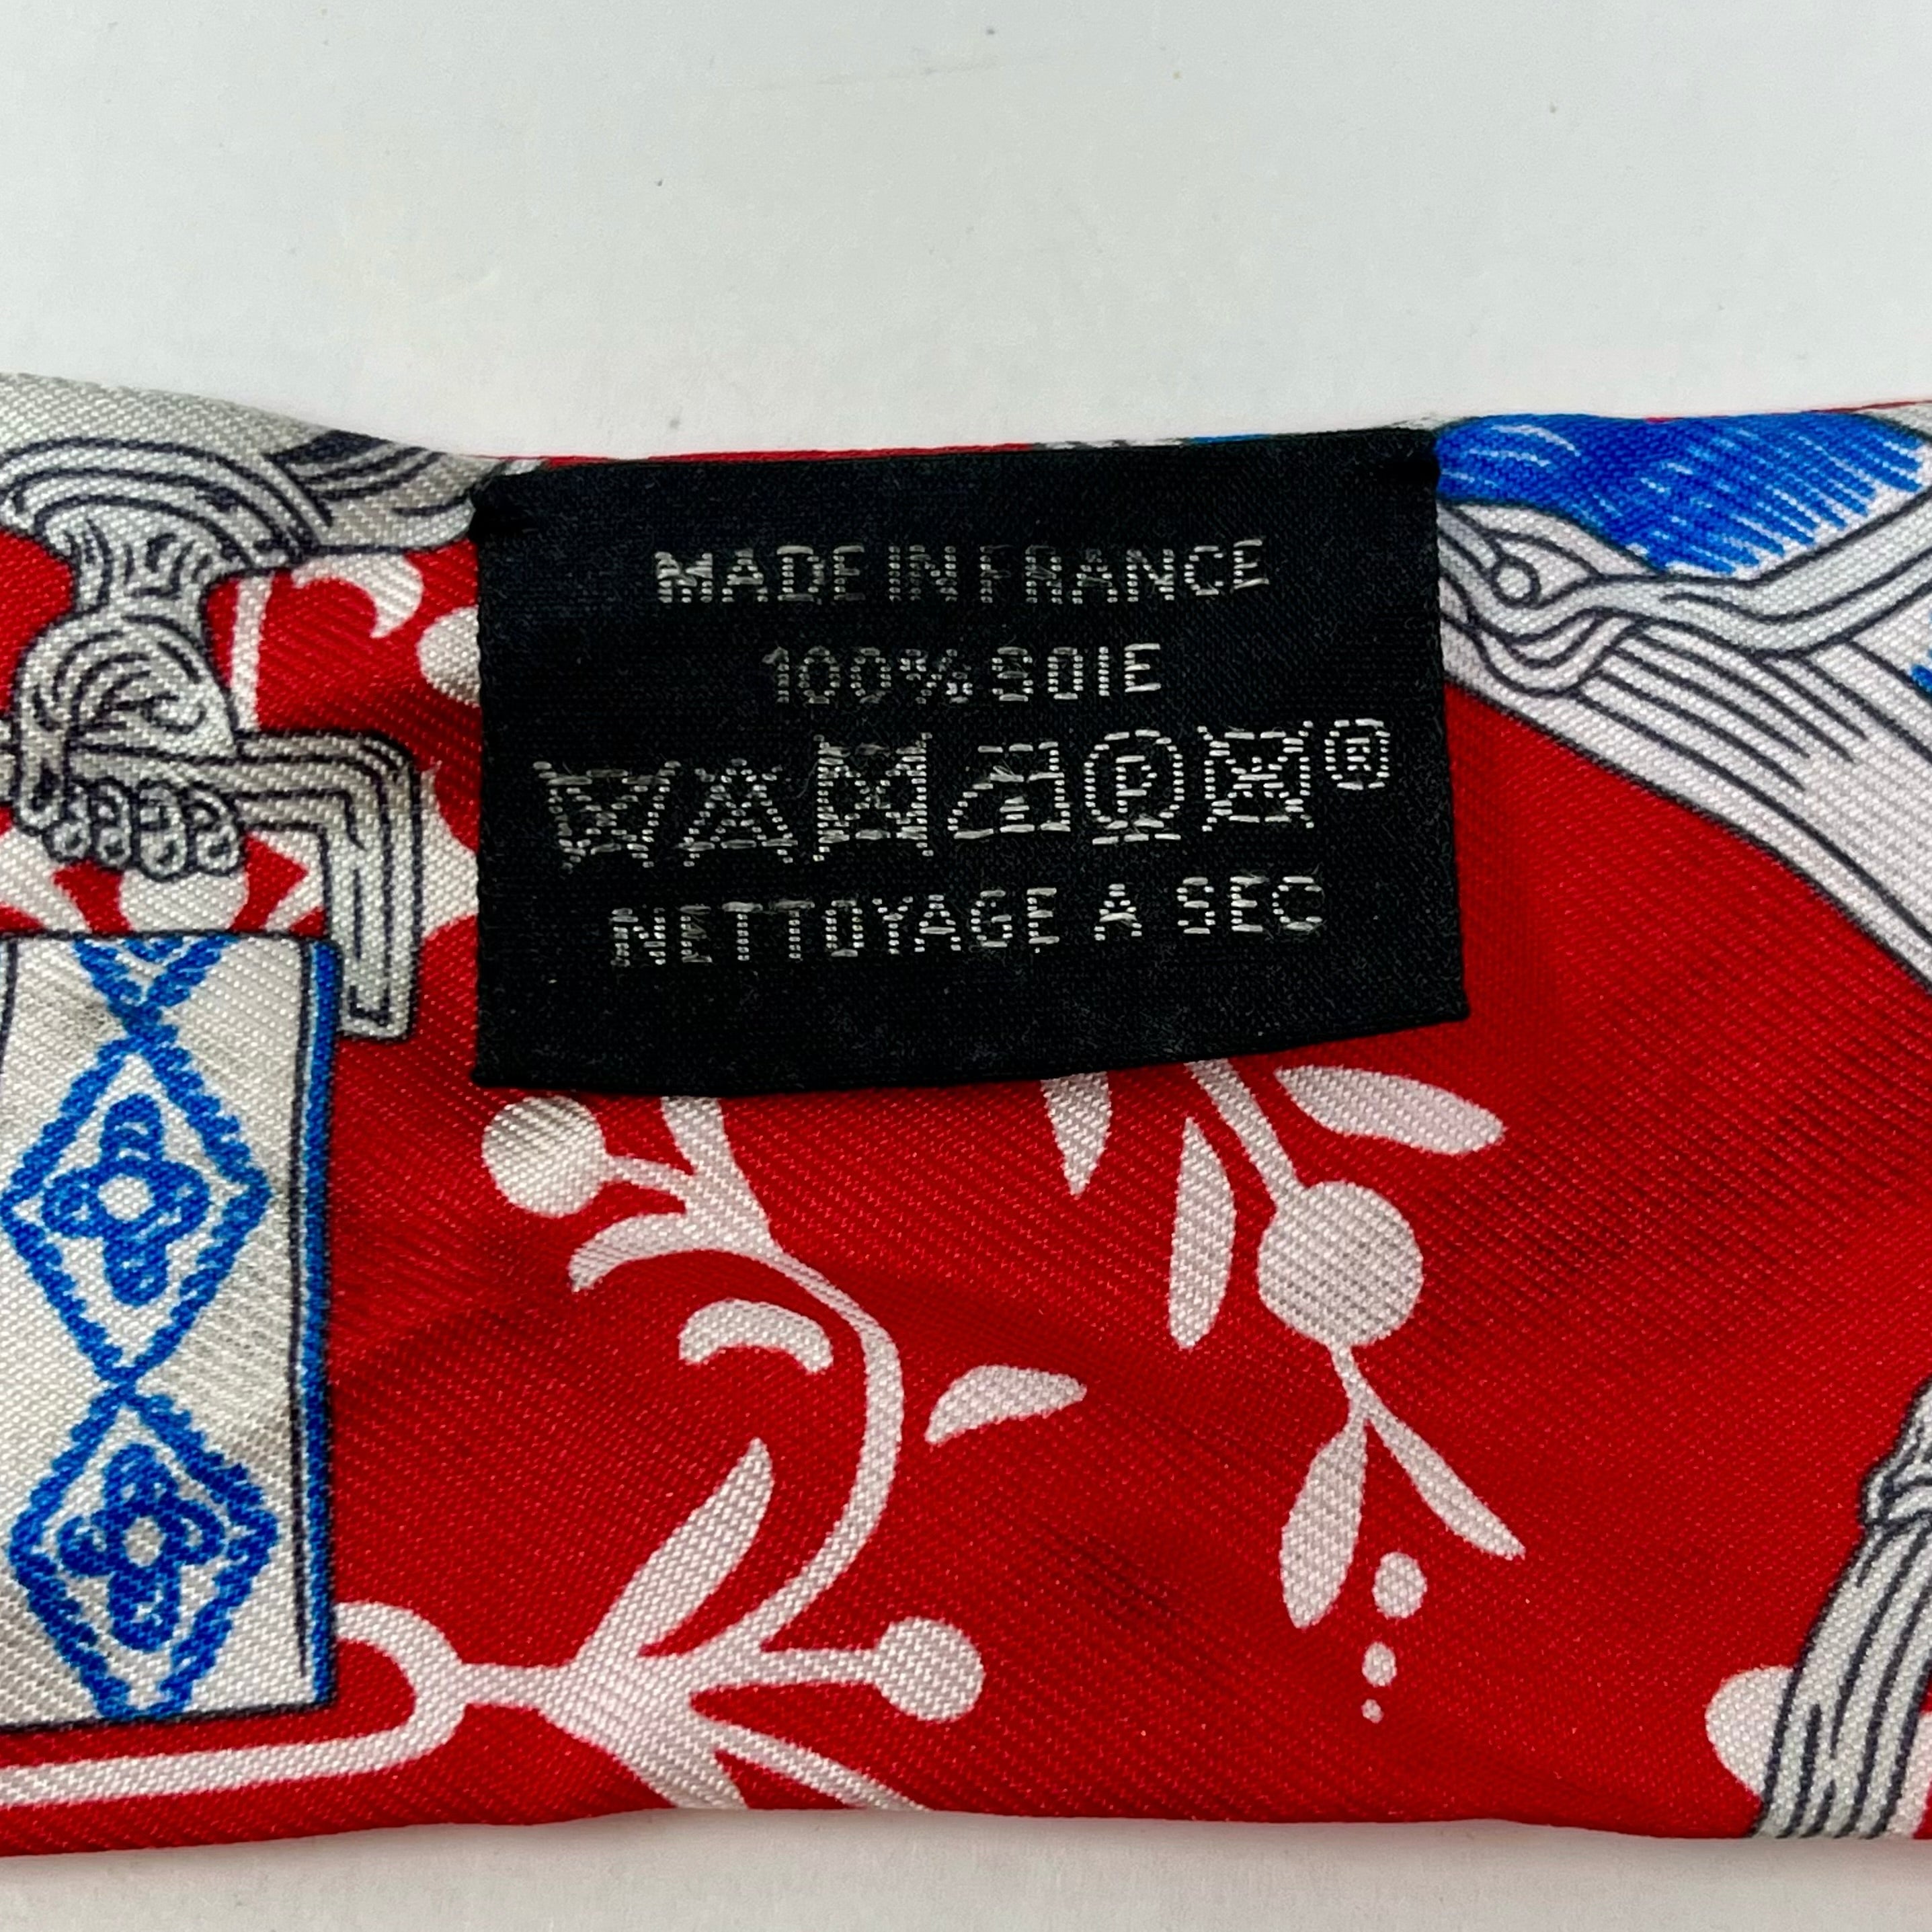 MADE IN FRANCE
100% SOIE
P ®
NETTOYAGE A SEC